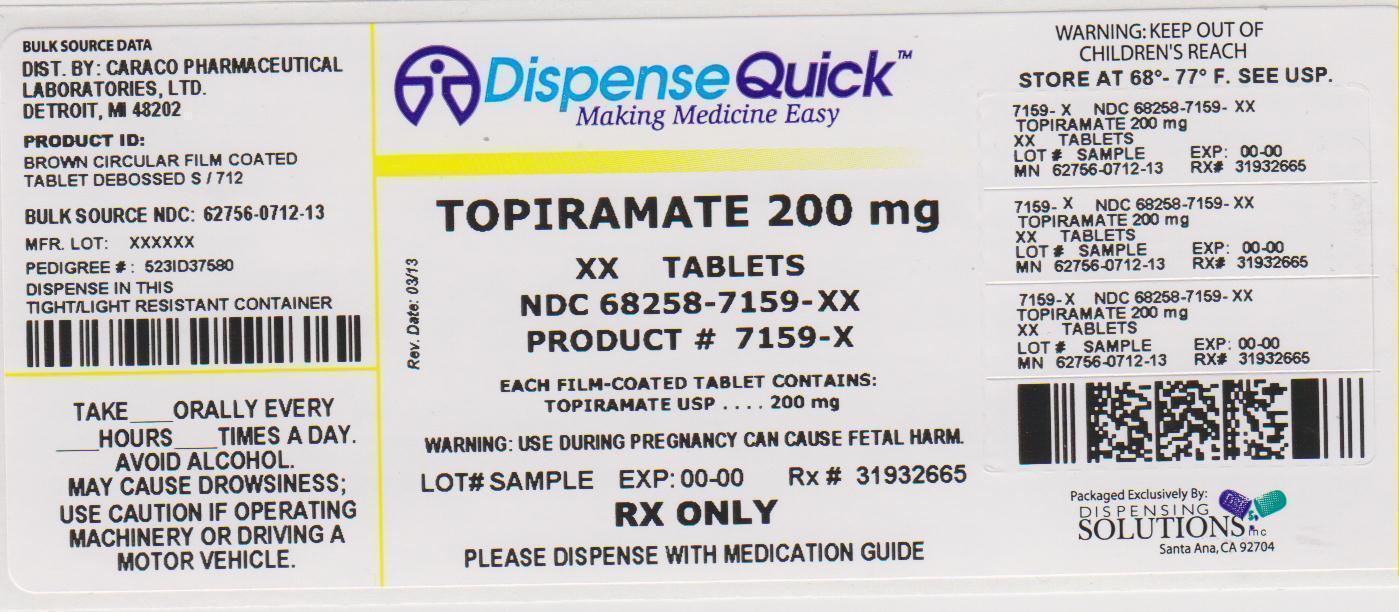 BULK SOURCE DATA
DIST. BY: CARACO PHARMACEUTICAL
LABORATORIES, LTD.
DETROIT, MI 48202
PRODUCT ID:
BROWN CIRCULAR FILM COATED
TABLET DEBOSSED S / 712
BULK SOURCE NDC: 62756-0712-13
MFR. LOT: XXXXXX
PEDIGREE #: 523ID37580
DISPENSE IN THIS
TIGHT/LIGHT RESISTANT CONTAINER
TAKE___ORALLY EVERY
___HOURS___TIMES A DAY.
AVOID ALCOHOL.
MAY CAUSE DROWSINESS;
USE CAUTION IF OPERATING
MACHINERY OR DRIVING A
MOTOR VEHICLE.
DispenseQuick™
Making Medicine Easy
TOPIRAMATE 200 mg
XX TABLETS
NDC 68258-7159-XX
PRODUCT # 7159-X
Rev. Date: 03/13
EACH FILM-COATED TABLET CONTAINS:
TOPIRAMATE USP .... 200 mg
WARNING: USE DURING PREGNANCY CAN CAUSE FETAL HARM.
LOT# SAMPLE EXP: 00-00 Rx # 31932665
RX ONLY
PLEASE DISPENSE WITH MEDICATION GUIDE
WARNING: KEEP OUT OF
CHILDREN'S REACH
STORE AT 68°- 77° F. SEE USP.
7159- X NDC 68258-7159- XX
TOPIRAMATE 200 mg
XX TABLETS
LOT # SAMPLE EXP: 00-00
MN 62756-0712-13 RX# 31932665
7159- X NDC 68258-7159- XX
TOPIRAMATE 200 mg
XX TABLETS
LOT # SAMPLE EXP: 00-00
MN 62756-0712-13 RX# 31932665
7159-X NDC 68258-7159- XX
TOPIRAMATE 200 mg
XX TABLETS
LOT # SAMPLE EXP: 00-00
MN 62756-0712-13 RX# 31932665
Packaged Exclusively By:
DISPENSING
SOLUTIONS inc
Santa Ana, CA 92704